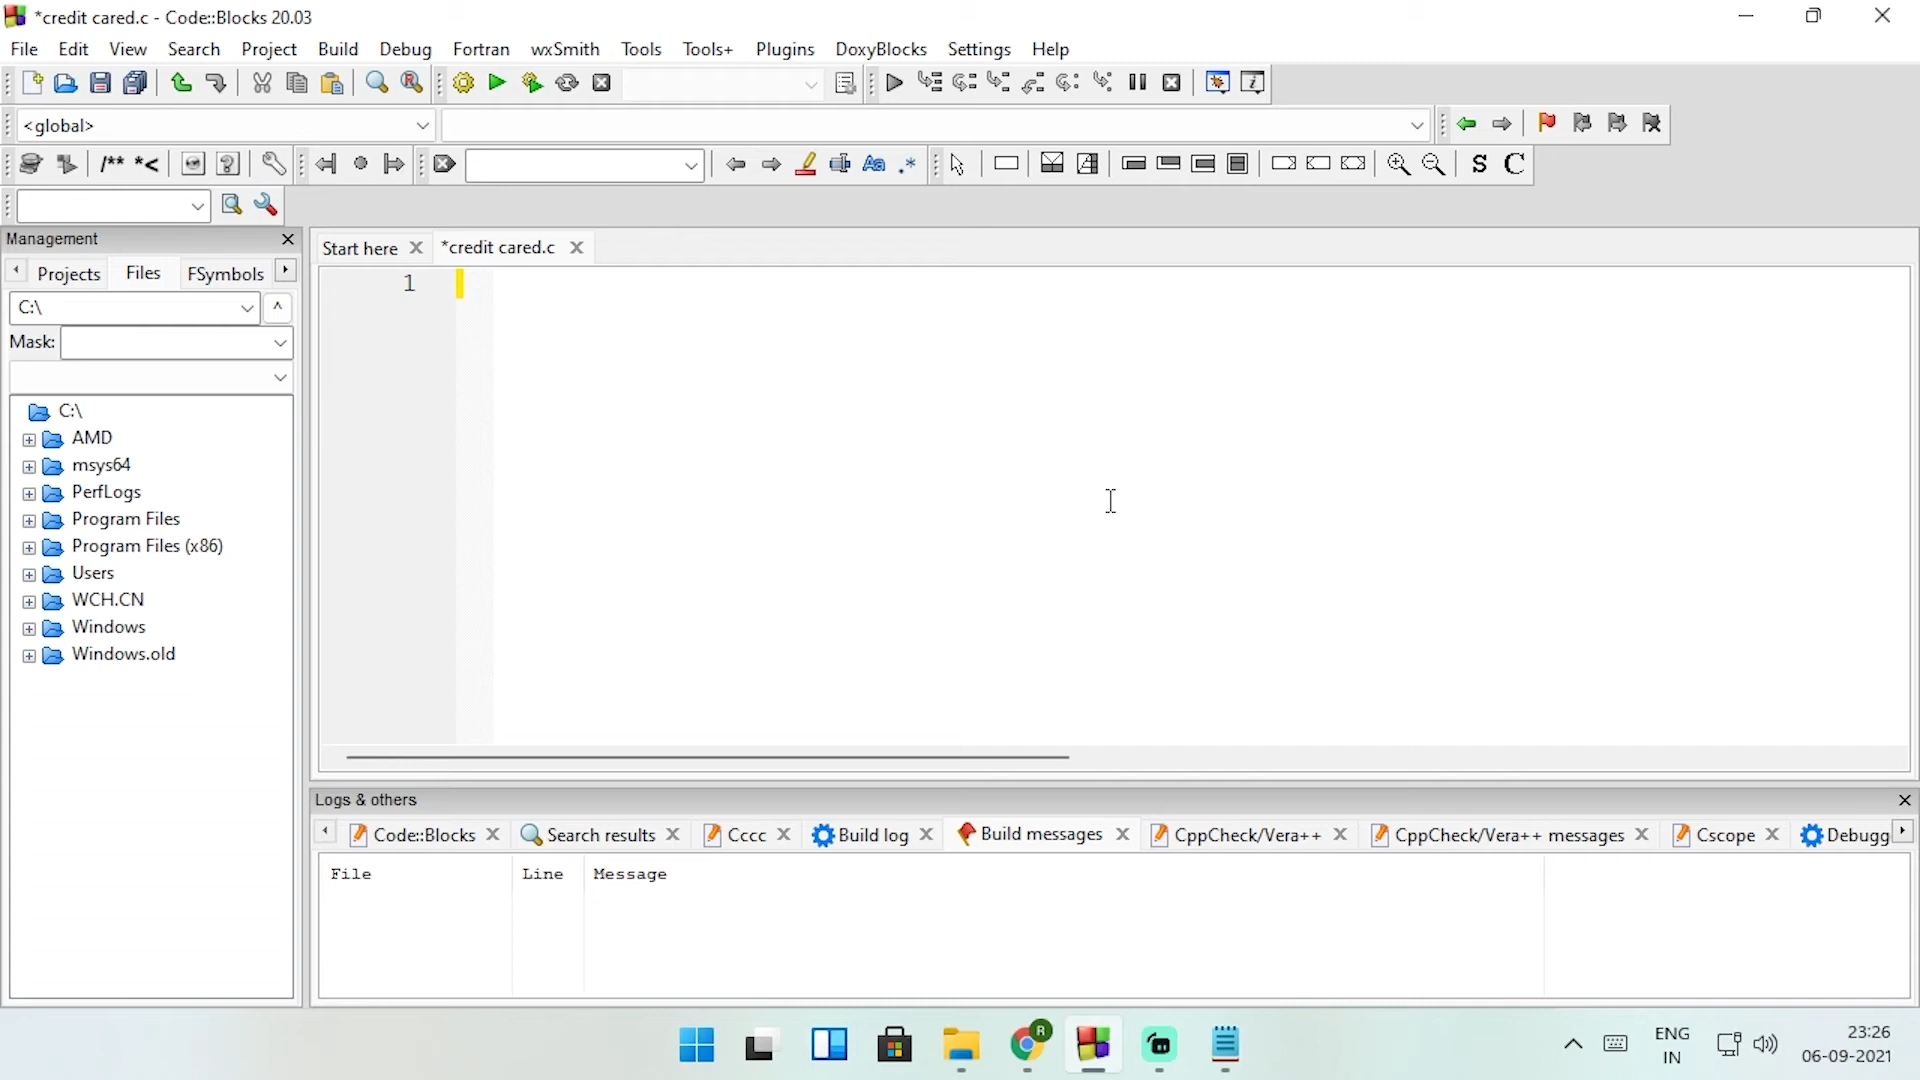 *credit cared.c - Code::Blocks 20.03
File Edit View Search Project Build Debug Fortran wxSmith Tools Tools+ Plugins DoxyBlocks Settings Help
<global>
/** *< Aa .* S C
Management
Start here *credit cared.c
Projects Files FSymbols
1
C:\
Mask:
C:\
AMD
msys64
PerfLogs
Program Files
Program Files (x86)
Users
WCH.CN
Windows
Windows.old
Logs & others
Code::Blocks Search results Cccc Build log Build messages CppCheck/Vera++ CppCheck/Vera++ messages Cscope Debugg
File Line Message
R
ENG
IN
23:26
06-09-2021